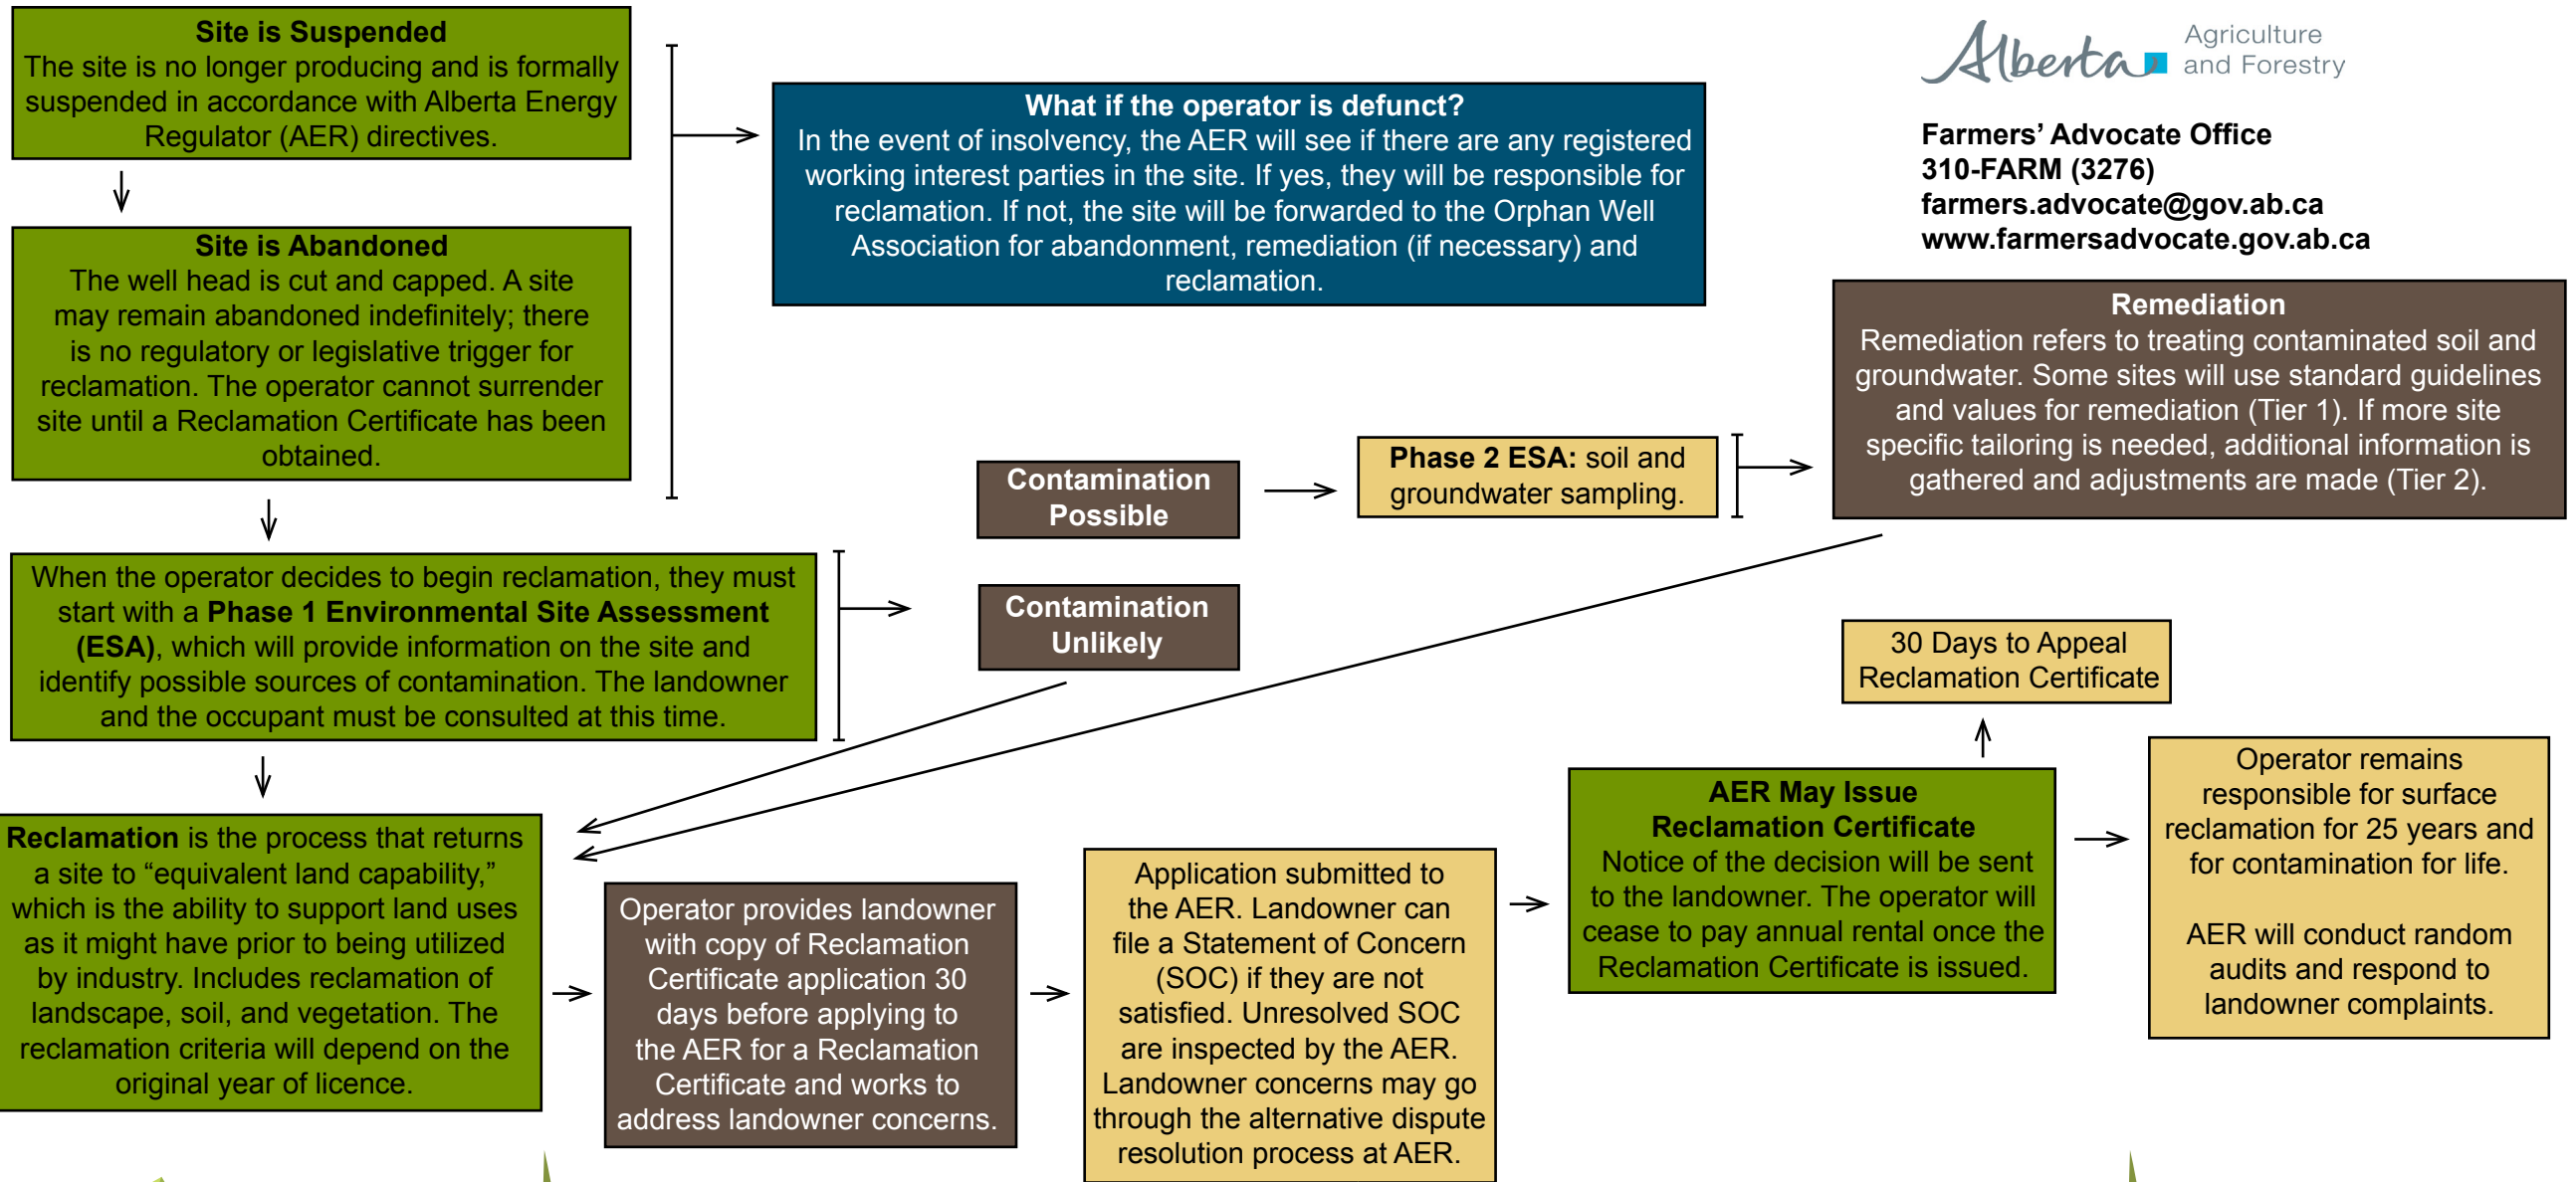 Site is Suspended
The site is no longer producing and is formally
suspended in accordance with Alberta Energy
Regulator (AER) directives.
Site is Abandoned
The well head is cut and capped. A site
may remain abandoned indefinitely; there
is no regulatory or legislative trigger for
reclamation. The operator cannot surrender
site until a Reclamation Certificate has been
obtained.
When the operator decides to begin reclamation, they must
start with a Phase 1 Environmental Site Assessment
(ESA), which will provide information on the site and
identify possible sources of contamination. The landowner
and the occupant must be consulted at this time.
Reclamation is the process that returns
a site to “equivalent land capability,”
which is the ability to support land uses
as it might have prior to being utilized
by industry. Includes reclamation of
landscape, soil, and vegetation. The
reclamation criteria will depend on the
original year of licence.
What if the operator is defunct?
In the event of insolvency, the AER will see if there are any registered
working interest parties in the site. If yes, they will be responsible for
reclamation. If not, the site will be forwarded to the Orphan Well
Association for abandonment, remediation (if necessary) and
reclamation.
Alberta
Agriculture
and Forestry
Farmers’ Advocate Office
310-FARM (3276)
farmers.advocate@gov.ab.ca
www.farmersadvocate.gov.ab.ca
Contamination
Possible
Contamination
Unlikely
Phase 2 ESA: soil and
groundwater sampling.
Remediation
Remediation refers to treating contaminated soil and
groundwater. Some sites will use standard guidelines
and values for remediation (Tier 1). If more site
specific tailoring is needed, additional information is
gathered and adjustments are made (Tier 2).
Operator provides landowner
with copy of Reclamation
Certificate application 30
days before applying to
the AER for a Reclamation
Certificate and works to
address landowner concerns.
Application submitted to
the AER. Landowner can
file a Statement of Concern
(SOC) if they are not
satisfied. Unresolved SOC
are inspected by the AER.
Landowner concerns may go
through the alternative dispute
resolution process at AER.
AER May Issue
Reclamation Certificate
Notice of the decision will be sent
to the landowner. The operator will
cease to pay annual rental once the
Reclamation Certificate is issued.
30 Days to Appeal
Reclamation Certificate
Operator remains
responsible for surface
reclamation for 25 years and
for contamination for life.
AER will conduct random
audits and respond to
landowner complaints.